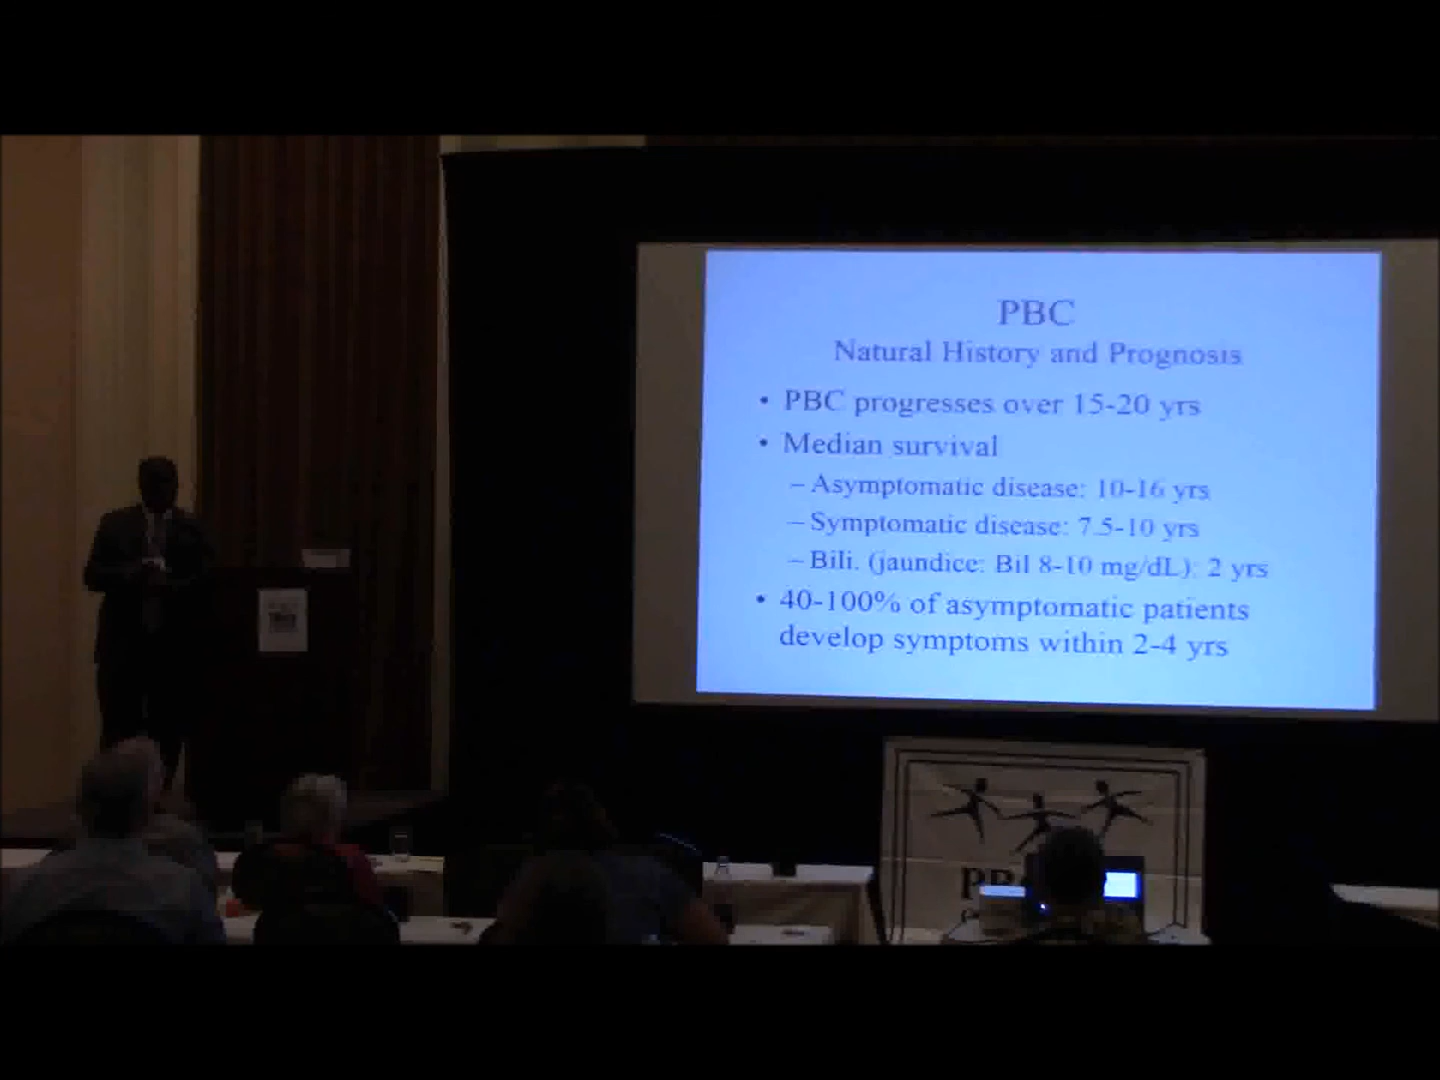 PBC
Natural History and Prognosis
• PBC progresses over 15-20 yrs
• Median survival
– Asymptomatic disease: 10-16 yrs
– Symptomatic disease: 7.5-10 yrs
– Bili. (jaundice: Bil 8-10 mg/dL): 2 yrs
• 40-100% of asymptomatic patients
develop symptoms within 2-4 yrs